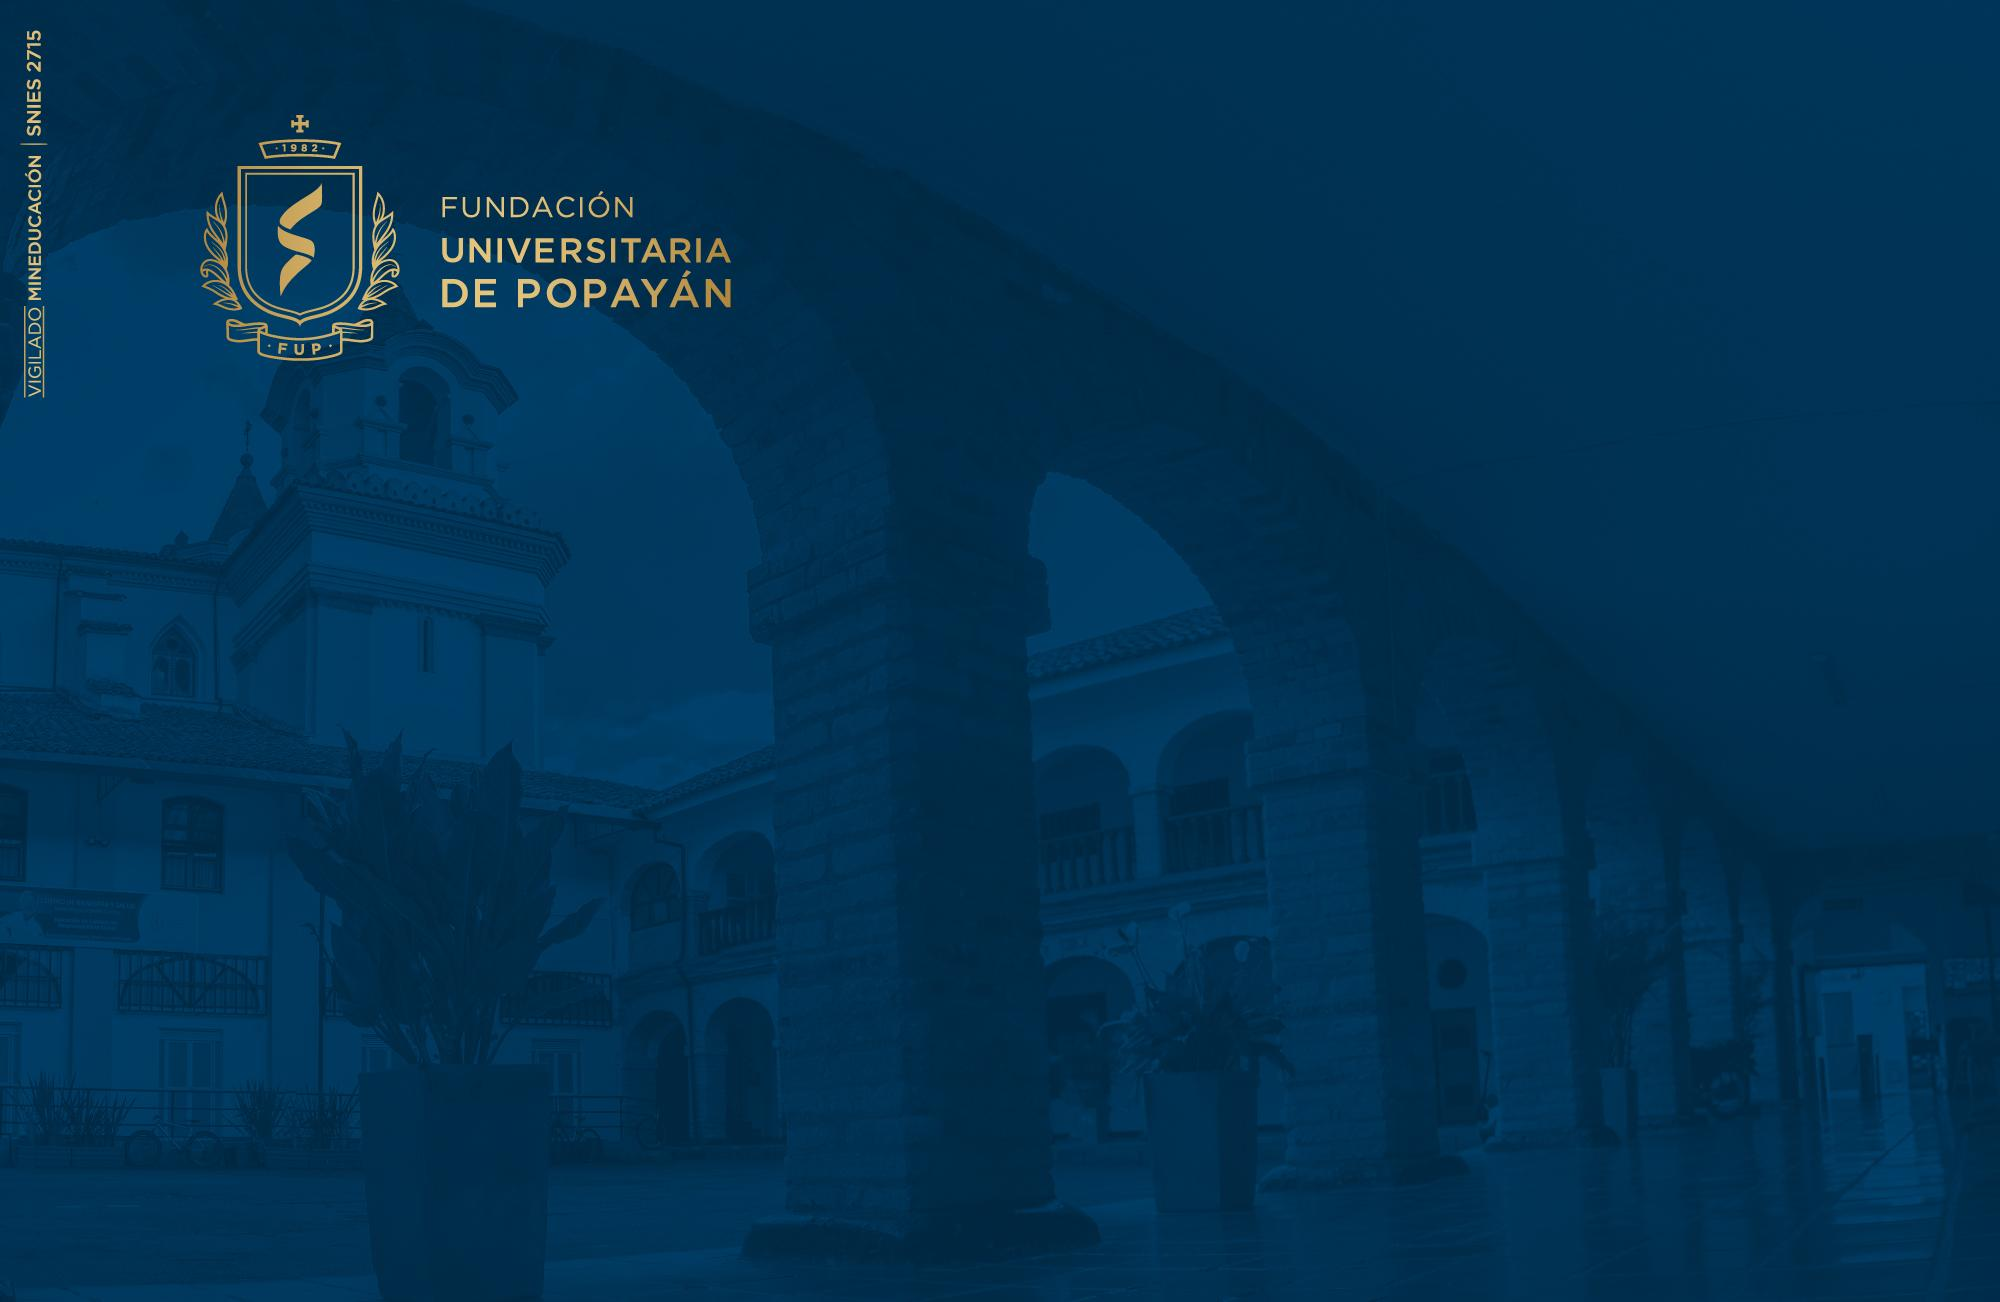 VIGILADO MINEDUCACIÓN | SNIES 2715
· 1982 ·
FUNDACIÓN
UNIVERSITARIA
DE POPAYÁN
· FUP ·